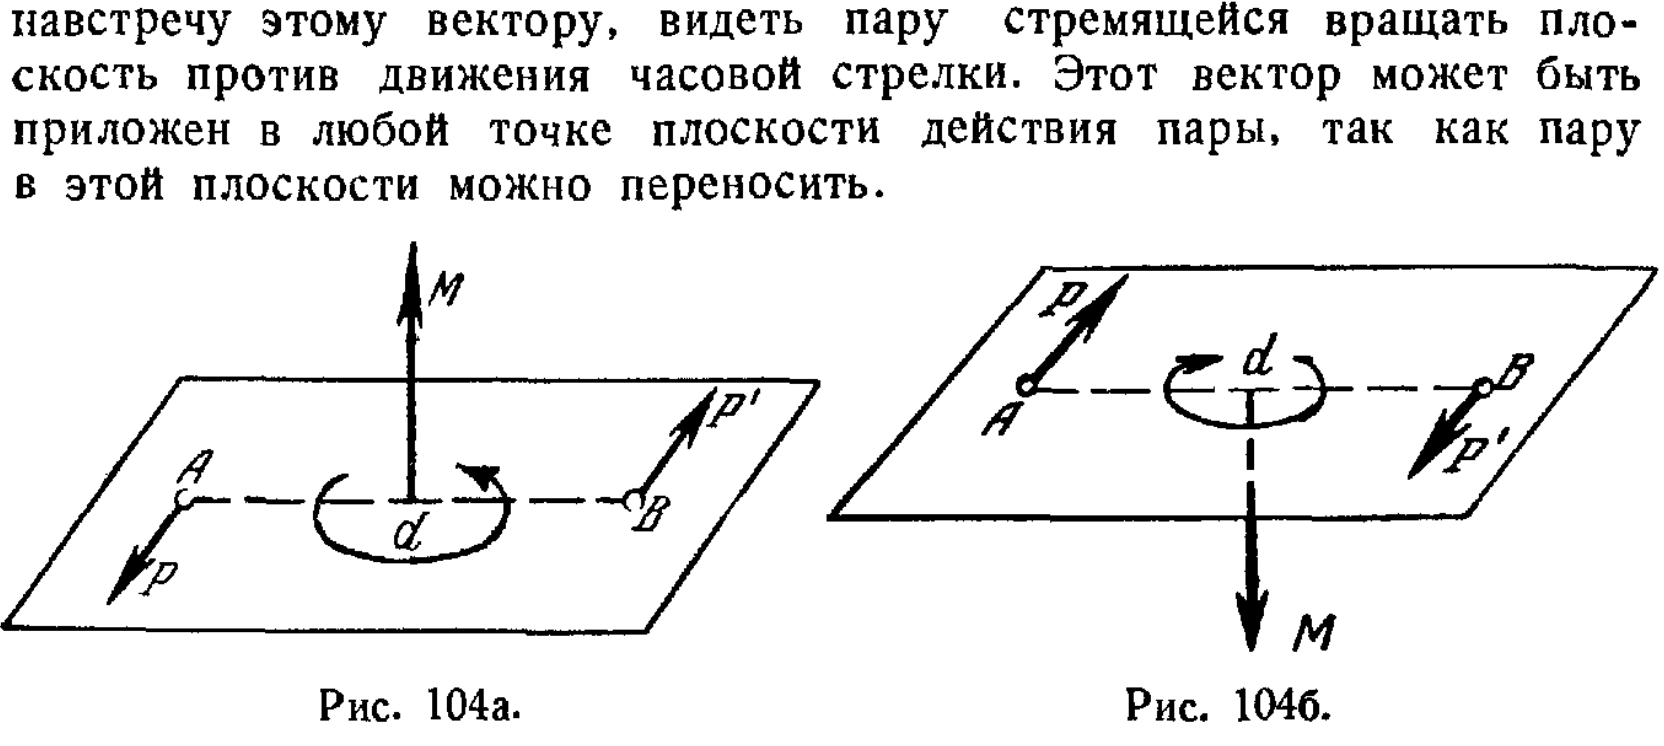 навстречу этому вектору, видеть пару стремящейся вращать пло-
скость против движения часовой стрелки. Этот вектор может быть
приложен в любой точке плоскости действия пары, так как пару
в этой плоскости можно переносить.
M
A
P'
B
d
P
Рис. 104а.
P
d
B
A
P'
M
Рис. 104б.